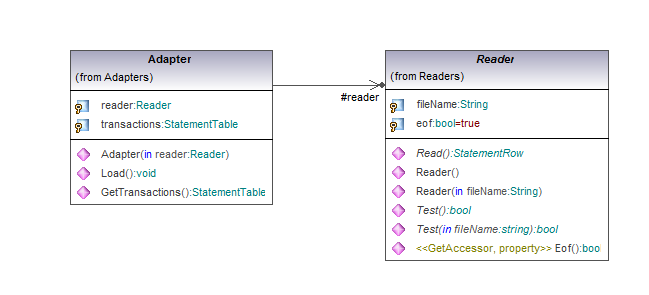 Adapter
(from Adapters)
reader:Reader
transactions:StatementTable
Adapter(in reader:Reader)
Load():void
GetTransactions():StatementTable
#reader
Reader
(from Readers)
fileName:String
eof:bool=true
Read():StatementRow
Reader()
Reader(in fileName:String)
Test():bool
Test(in fileName:string):bool
<<GetAccessor, property>> Eof():boo